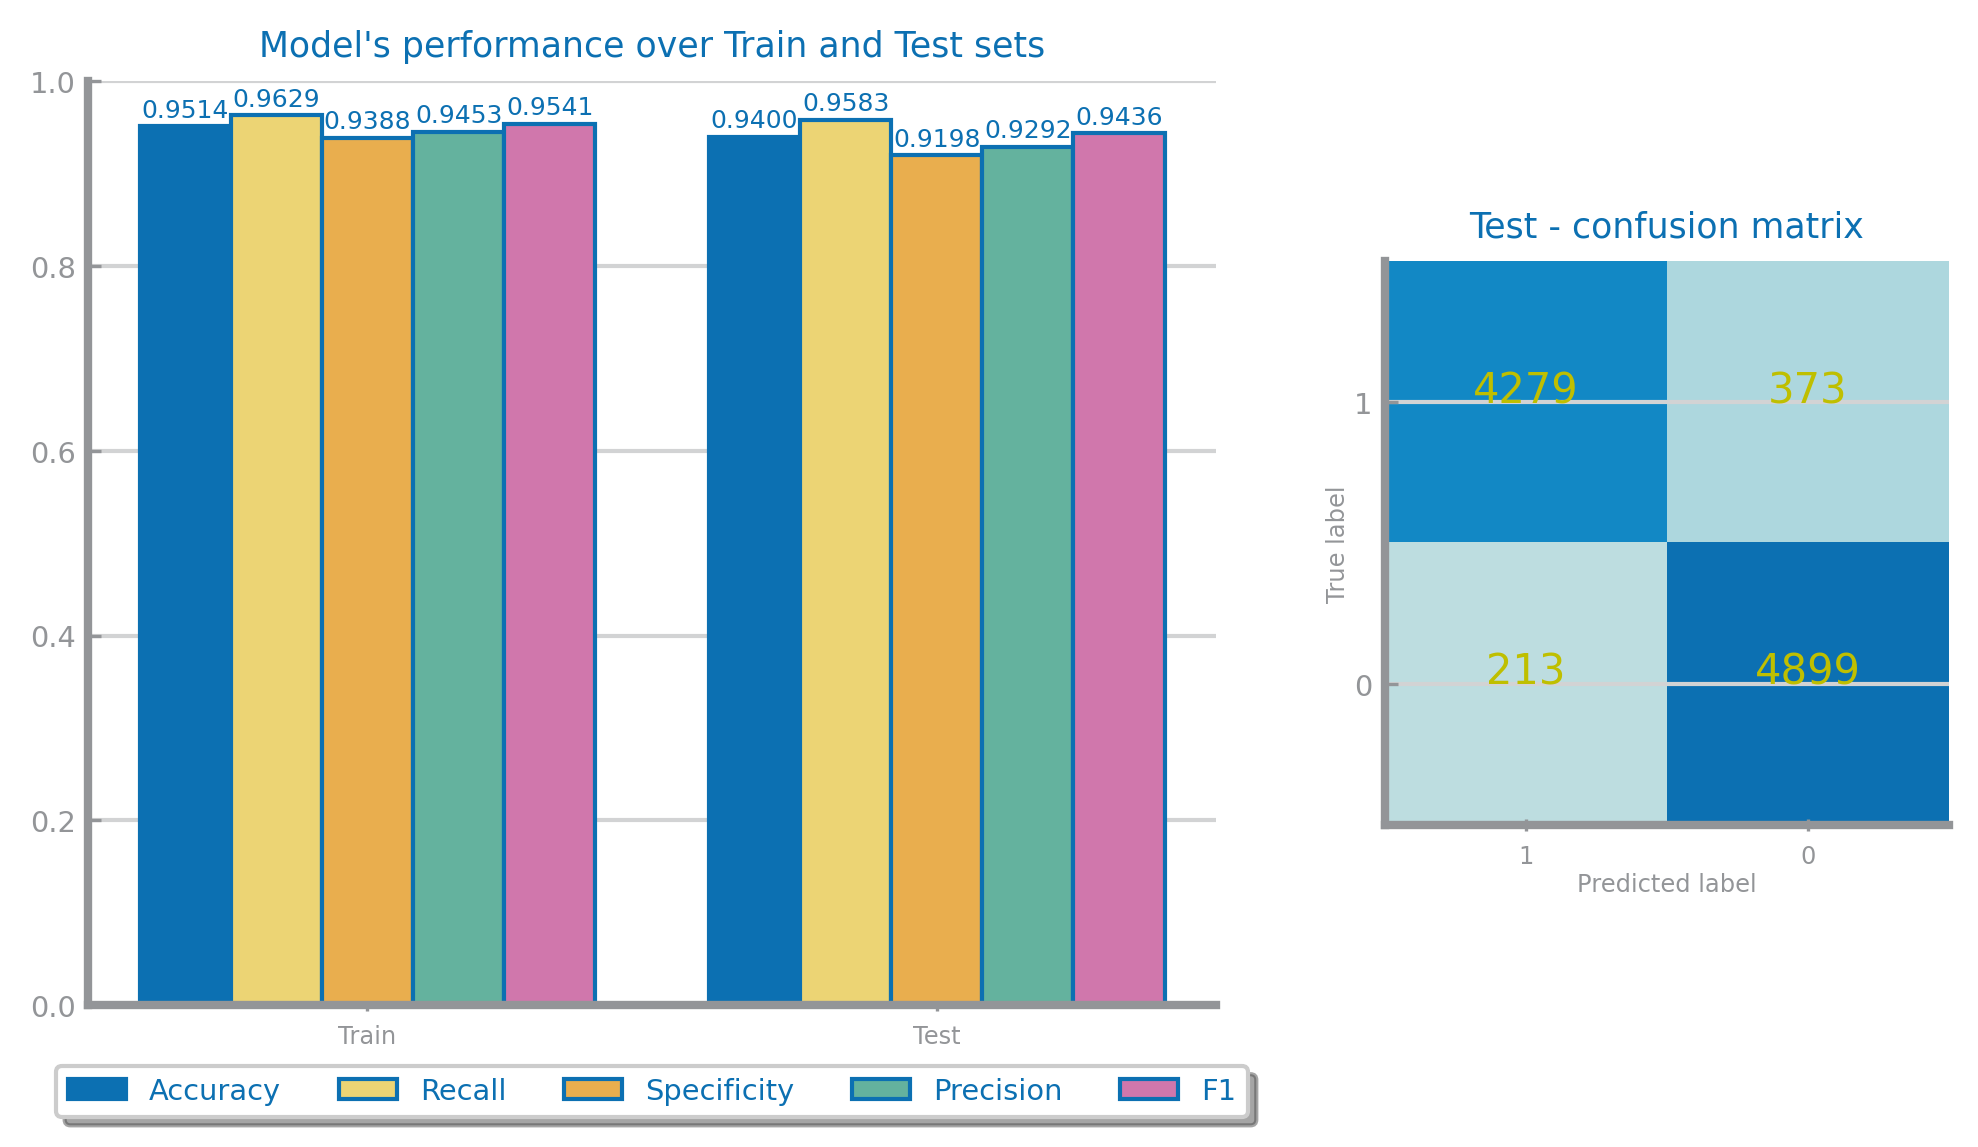 Model's performance over Train and Test sets
1.0
0.8
0.6
0.4
0.2
0.0
0.9514 0.9629 0.9388 0.9453 0.9541
0.9400 0.9583 0.9198 0.9292 0.9436
Train Test
Accuracy Recall Specificity Precision F1
Test - confusion matrix
True label
1 4279 373
0 213 4899
1 0
Predicted label